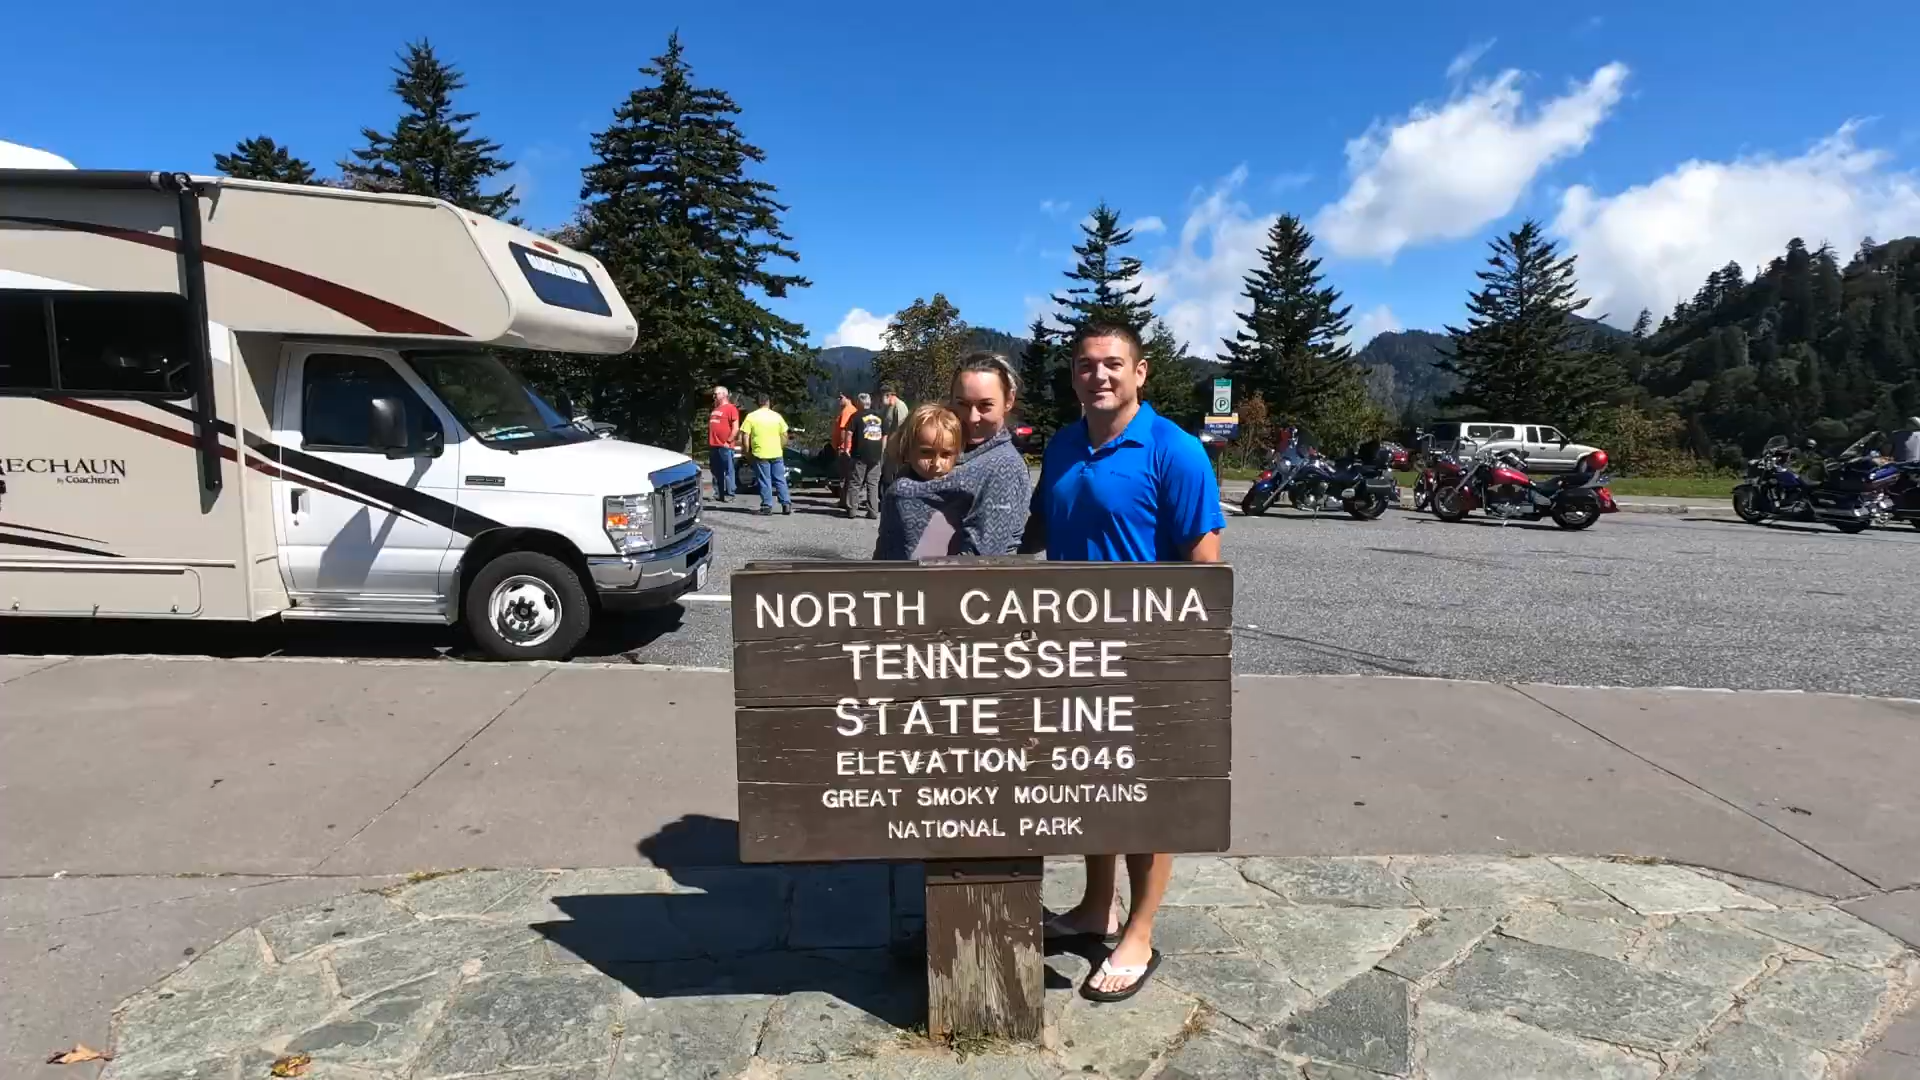 RECHAUN
by Coachmen
NORTH CAROLINA
TENNESSEE
STATE LINE
ELEVATION 5046
GREAT SMOKY MOUNTAINS
NATIONAL PARK
P